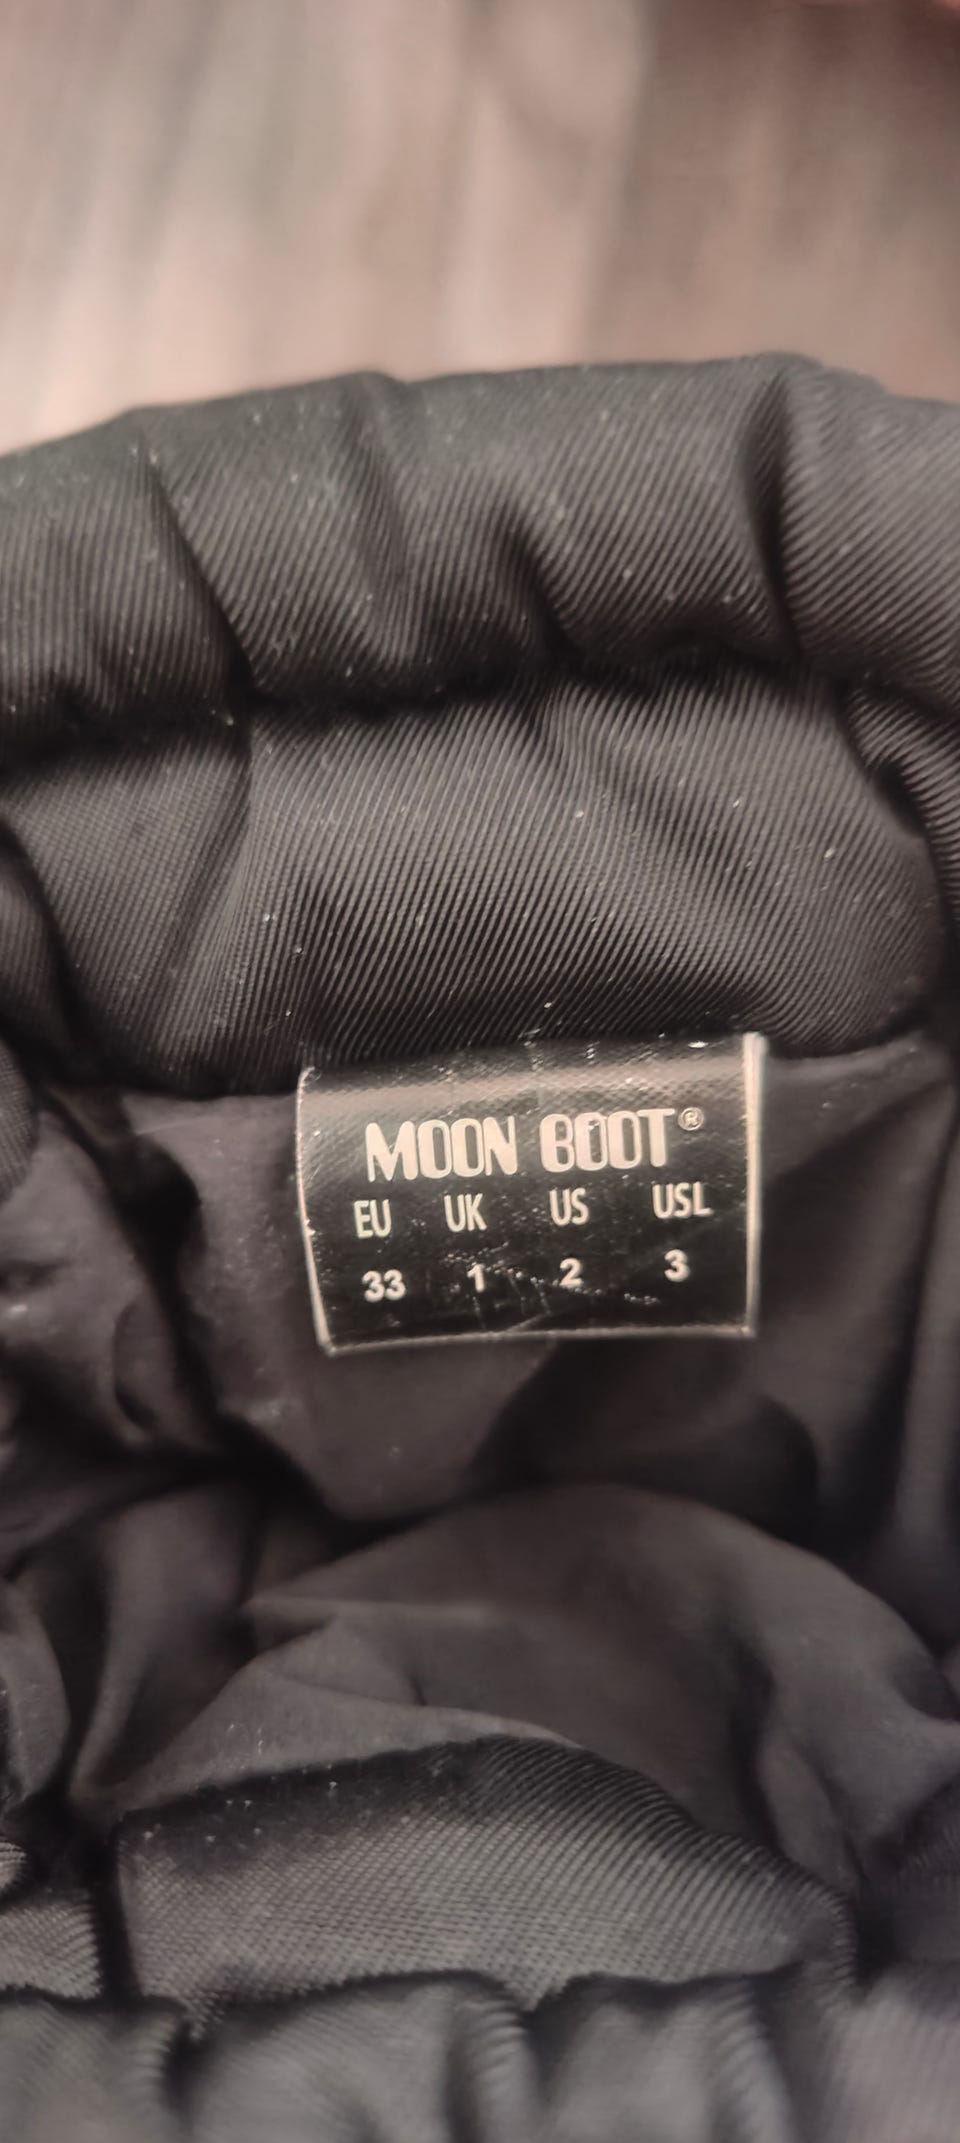 MOON BOOT®
EU UK US USL
33 1 2 3